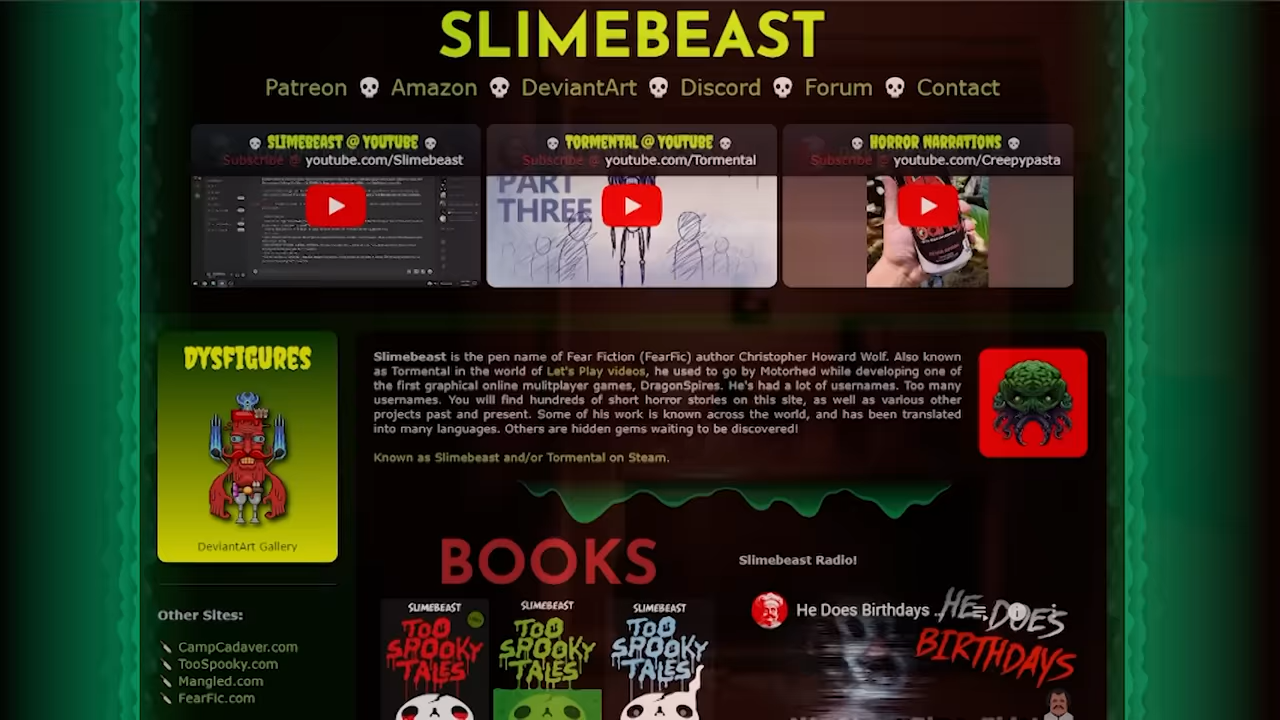 SLIMEBEAST
Patreon Amazon DeviantArt Discord Forum Contact
SLIMEBEAST @ YOUTUBE
Subscribe @ youtube.com/Slimebeast
TORMENTAL @ YOUTUBE
Subscribe @ youtube.com/Tormental
HORROR NARRATIONS
Subscribe @ youtube.com/Creepypasta
PART
THREE
DYSFIGURES
DeviantArt Gallery
Slimebeast is the pen name of Fear Fiction (FearFic) author Christopher Howard Wolf. Also known
as Tormental in the world of Let's Play videos, he used to go by Motorhed while developing one of
the first graphical online mulitplayer games, DragonSpires. He's had a lot of usernames. Too many
usernames. You will find hundreds of short horror stories on this site, as well as various other
projects past and present. Some of his work is known across the world, and has been translated
into many languages. Others are hidden gems waiting to be discovered!
Known as Slimebeast and/or Tormental on Steam.
Other Sites:
CampCadaver.com
TooSpooky.com
Mangled.com
FearFic.com
BOOKS
SLIMEBEAST
TOO
SPOOKY
TALES
SLIMEBEAST
TOO
SPOOKY
TALES
SLIMEBEAST
TOO
SPOOKY
TALES
Slimebeast Radio!
He Does Birthdays ...
HE DOES
BIRTHDAYS